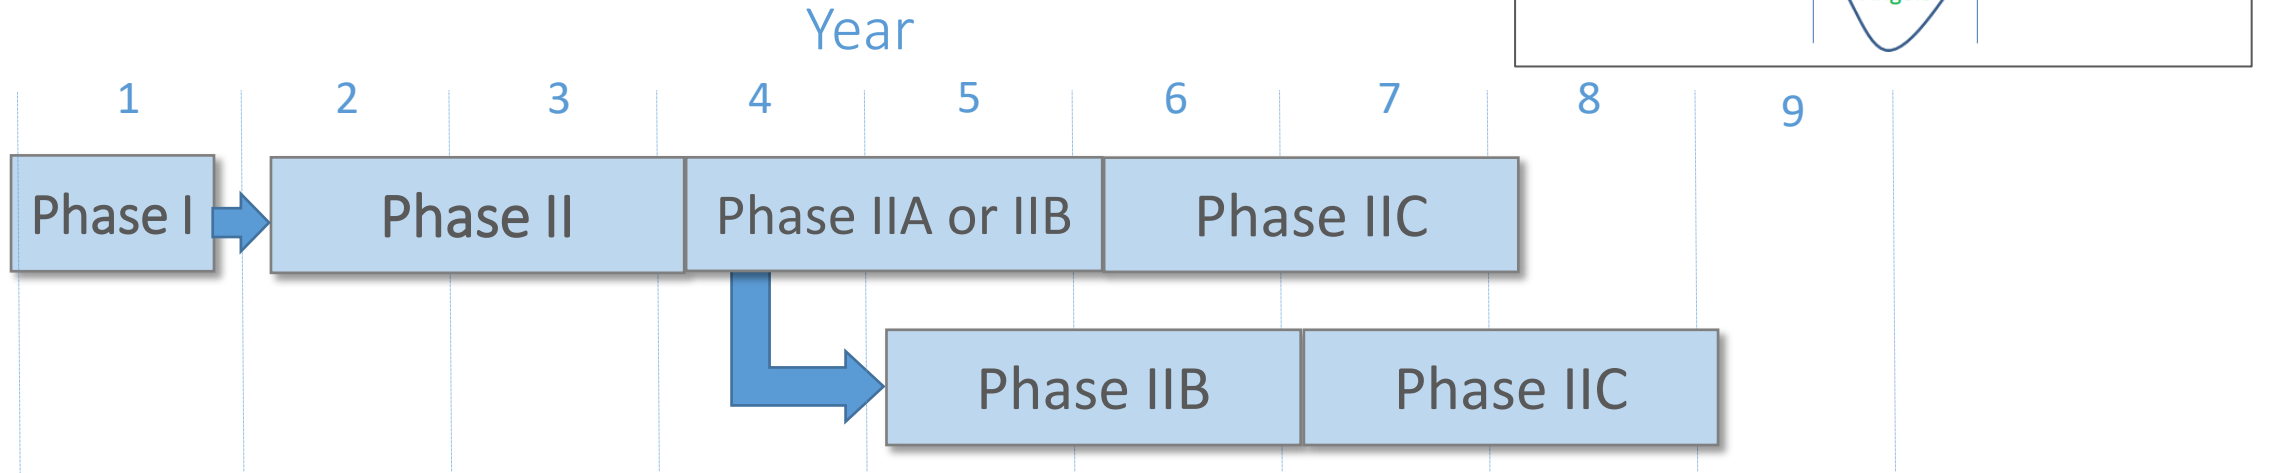 Year
1 2 3 4 5 6 7 8 9
Phase I Phase II Phase IIA or IIB Phase IIC
Phase IIB Phase IIC